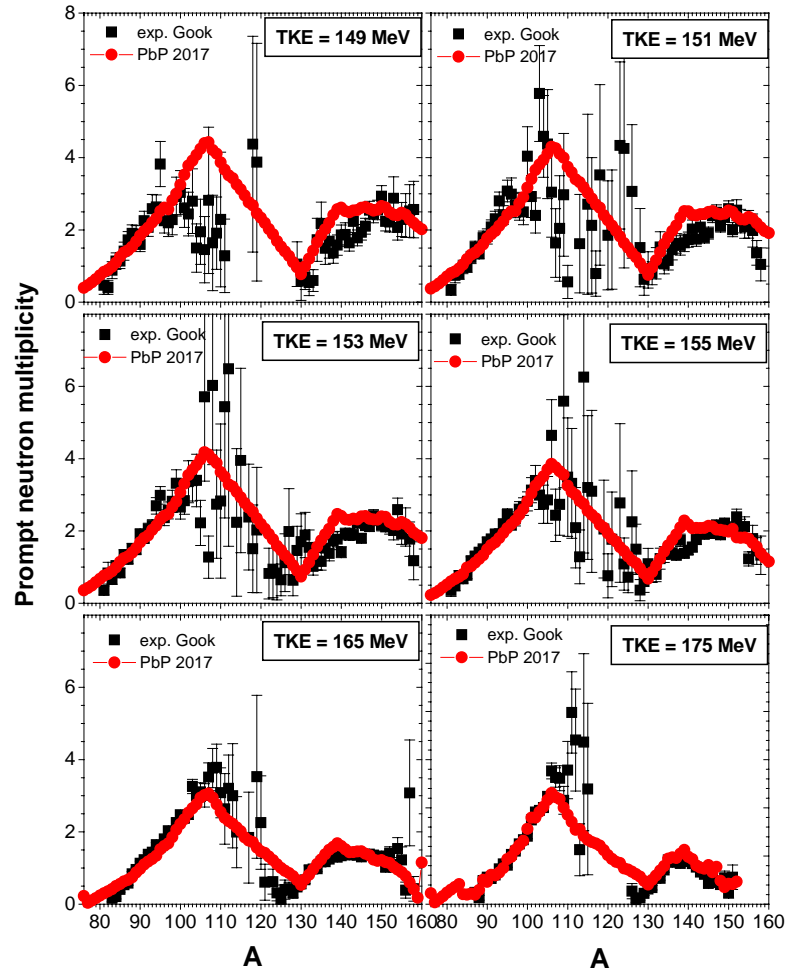 Prompt neutron multiplicity
exp. Gook
PbP 2017
TKE = 149 MeV
exp. Gook
PbP 2017
TKE = 151 MeV
8
6
4
2
0
exp. Gook
PbP 2017
TKE = 153 MeV
exp. Gook
PbP 2017
TKE = 155 MeV
6
4
2
0
exp. Gook
PbP 2017
TKE = 165 MeV
exp. Gook
PbP 2017
TKE = 175 MeV
6
4
2
0
80 90 100 110 120 130 140 150 160
80 90 100 110 120 130 140 150 160
A
A